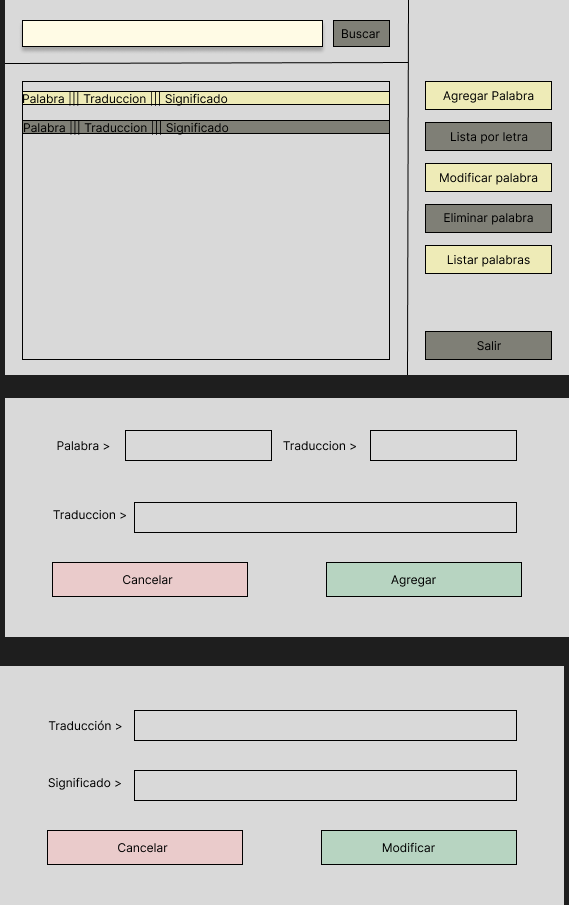 Buscar
Palabra ||| Traduccion ||| Significado
Palabra ||| Traduccion ||| Significado
Agregar Palabra
Lista por letra
Modificar palabra
Eliminar palabra
Listar palabras
Salir
Palabra > Traduccion >
Traduccion >
Cancelar Agregar
Traducción >
Significado >
Cancelar Modificar